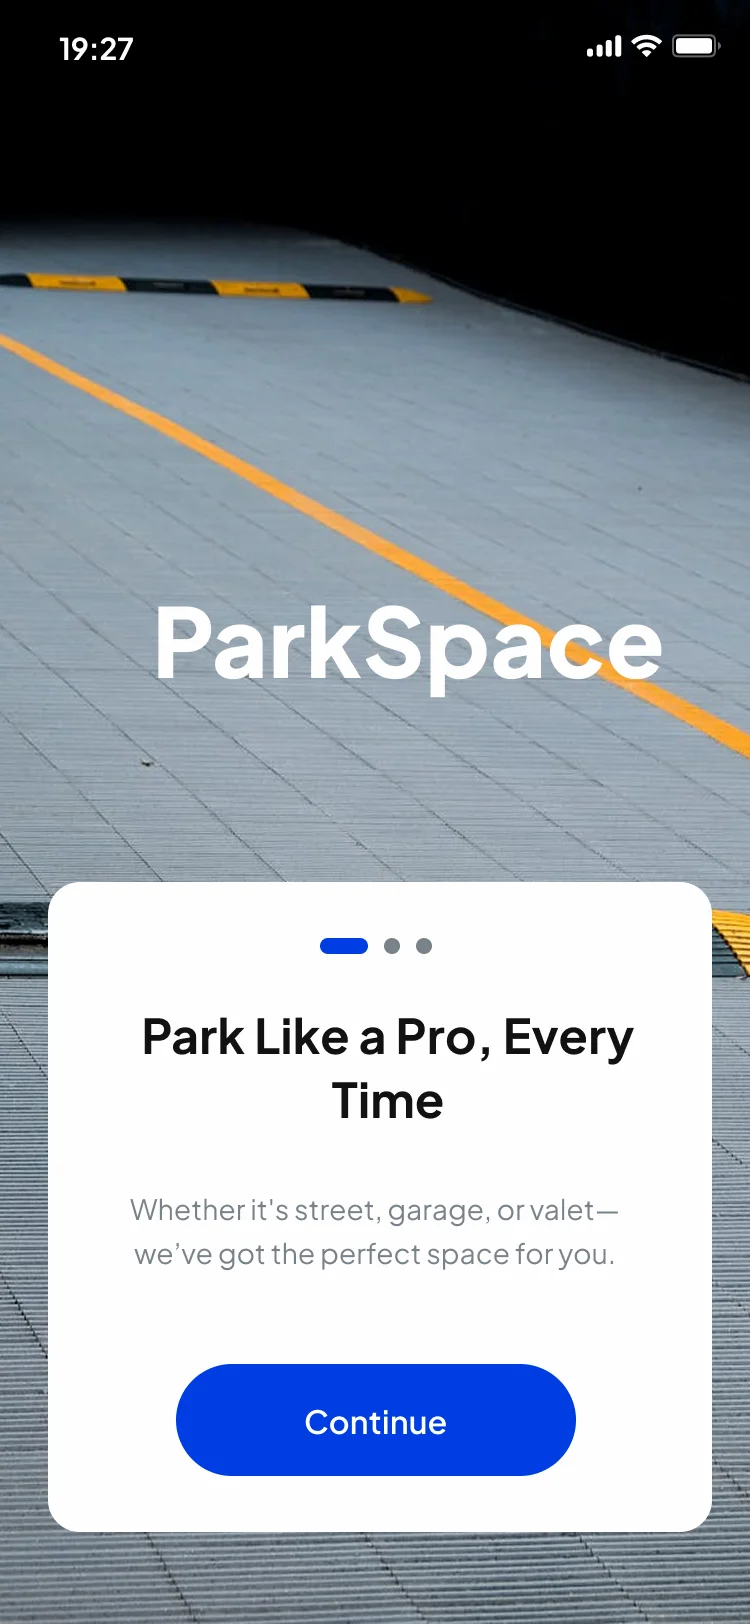 19:27
ParkSpace
Park Like a Pro, Every
Time
Whether it's street, garage, or valet—
we’ve got the perfect space for you.
Continue